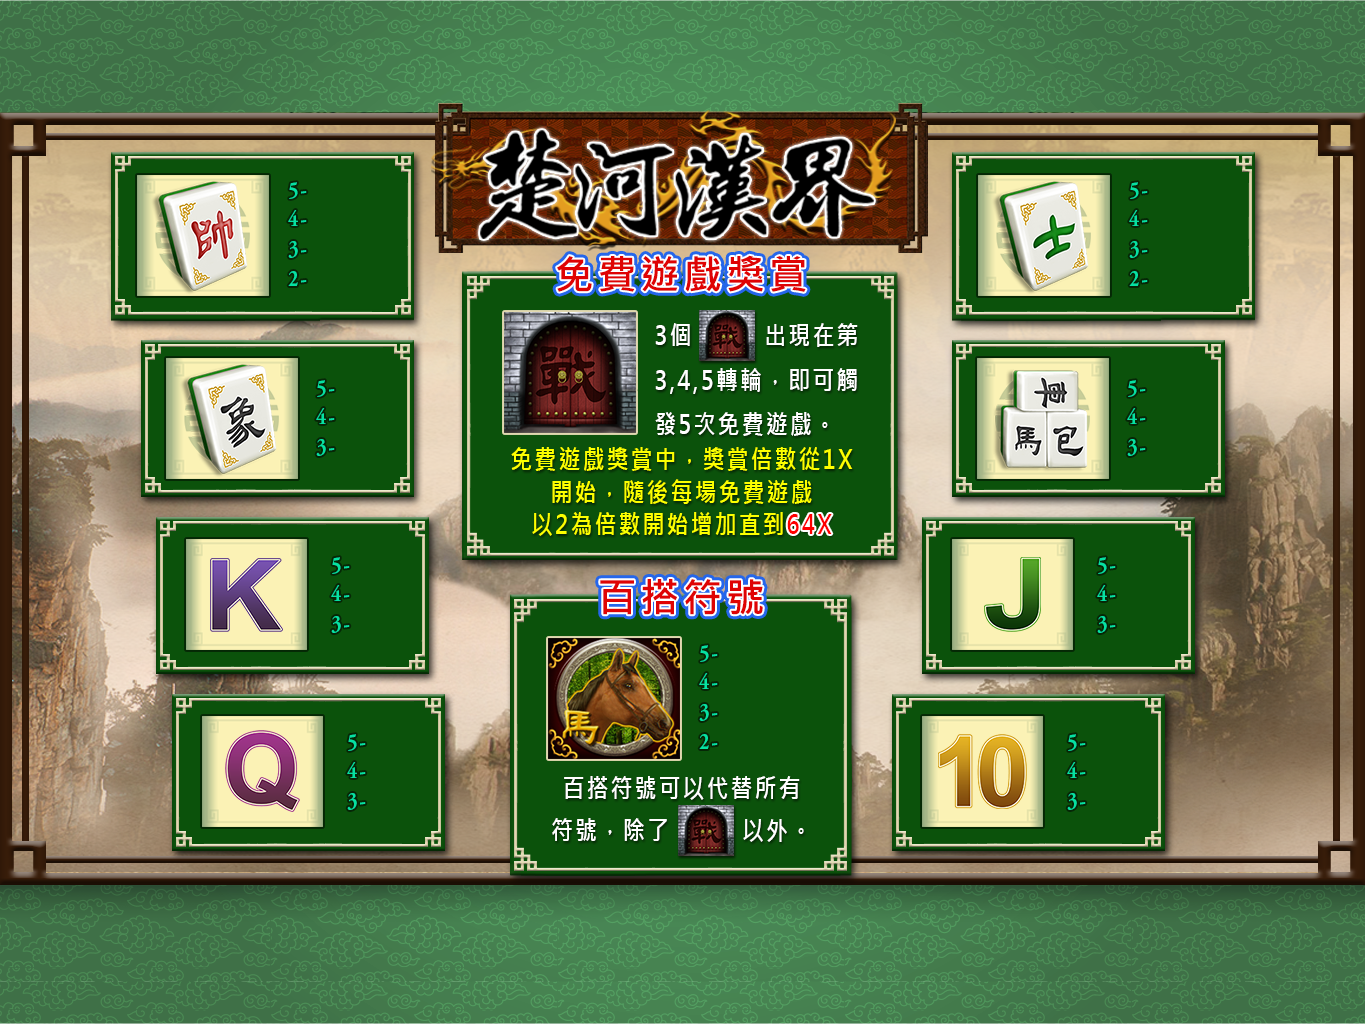 楚河漢界
帥
5-
4-
3-
2-
象
5-
4-
3-
K
5-
4-
3-
Q
5-
4-
3-
免費遊戲獎賞
戰
3個 戰 出現在第
3,4,5轉輪，即可觸
發5次免費遊戲。
免費遊戲獎賞中，獎賞倍數從1X
開始，隨後每場免費遊戲
以2為倍數開始增加直到64X
百搭符號
馬
5-
4-
3-
2-
百搭符號可以代替所有
符號，除了 戰 以外。
士
5-
4-
3-
2-
車
馬 包
5-
4-
3-
J
5-
4-
3-
10
5-
4-
3-